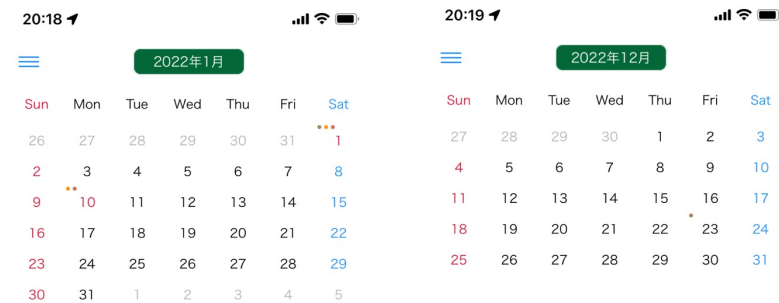 20:18
2022年1月
Sun Mon Tue Wed Thu Fri Sat
26 27 28 29 30 31 1
2 3 4 5 6 7 8
9 10 11 12 13 14 15
16 17 18 19 20 21 22
23 24 25 26 27 28 29
30 31 1 2 3 4 5
20:19
2022年12月
Sun Mon Tue Wed Thu Fri Sat
27 28 29 30 1 2 3
4 5 6 7 8 9 10
11 12 13 14 15 16 17
18 19 20 21 22 23 24
25 26 27 28 29 30 31